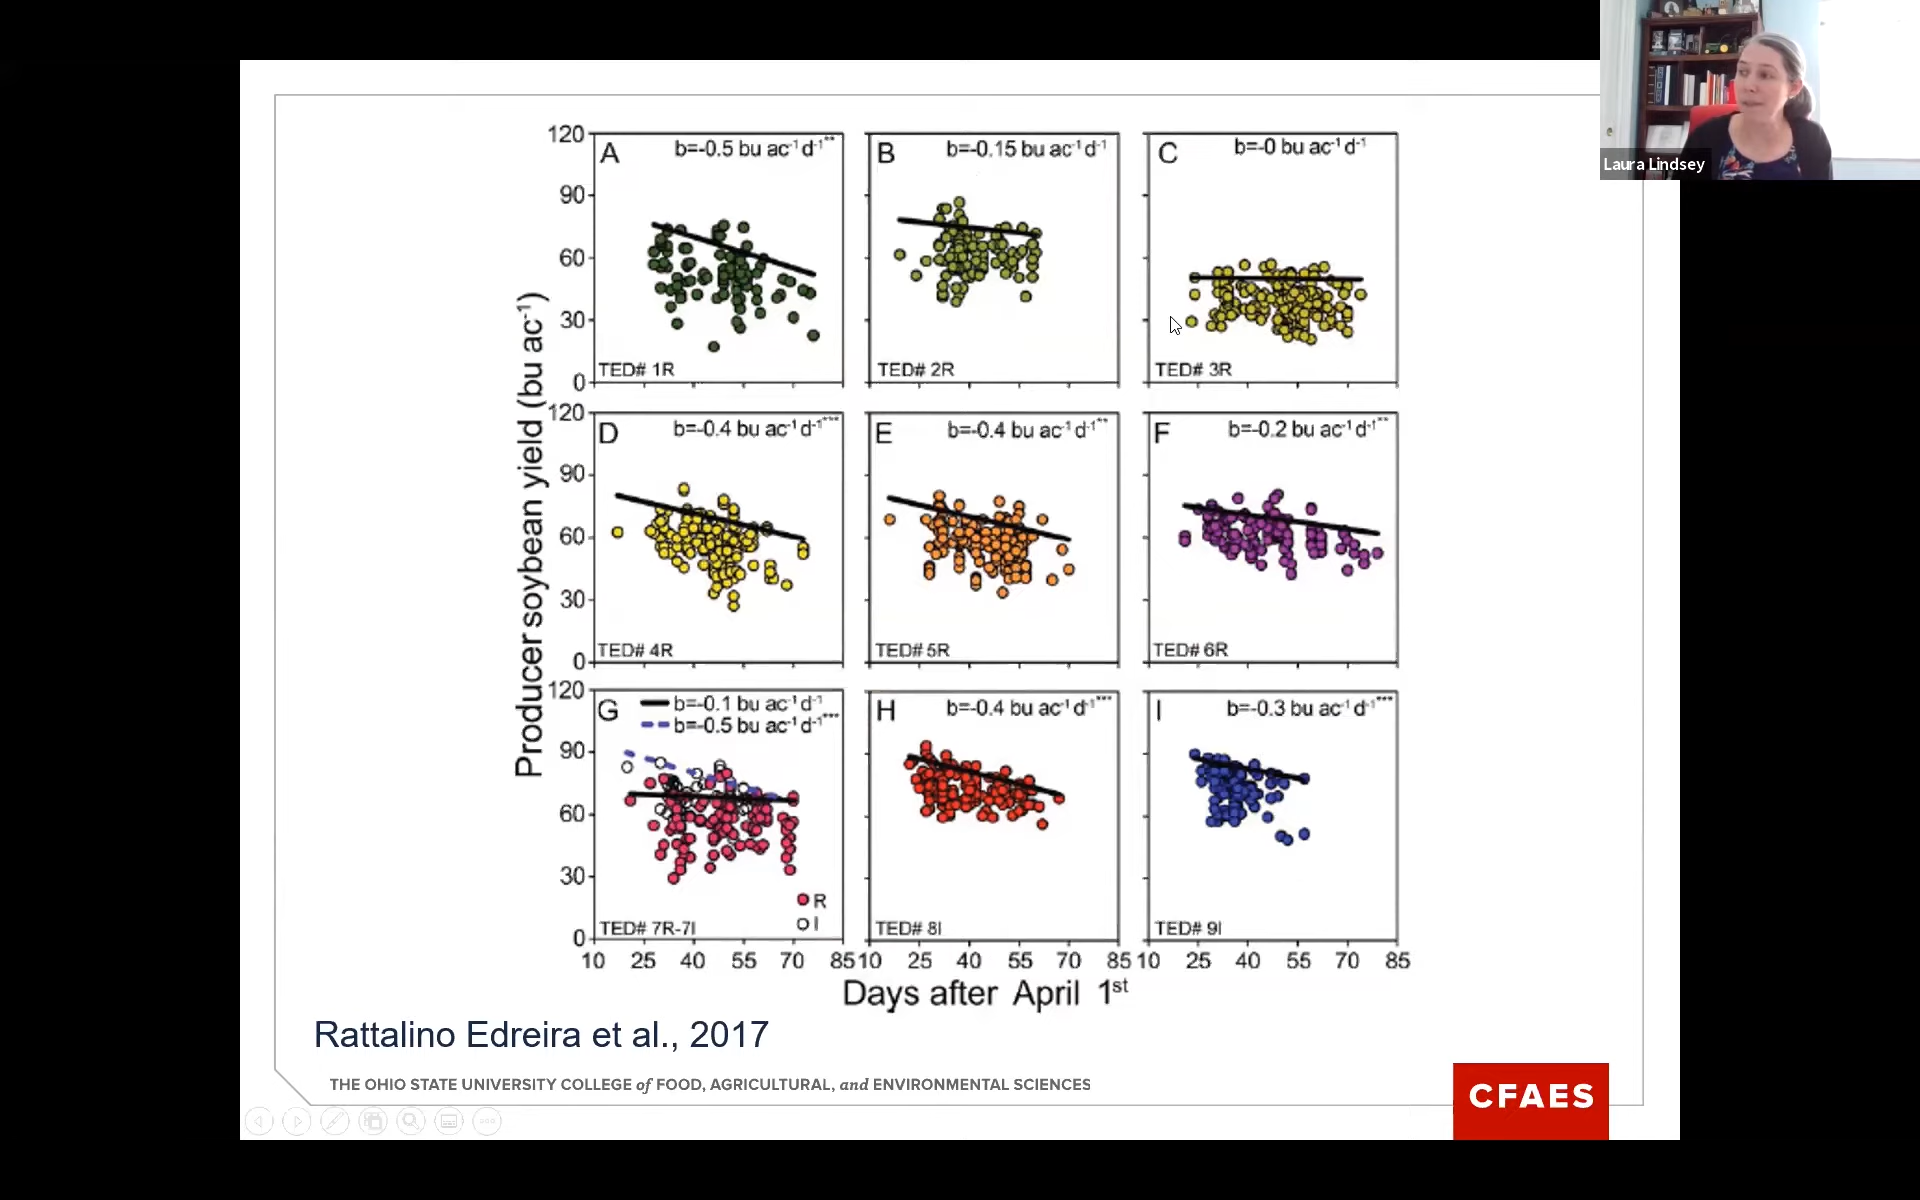 Laura Lindsey
Producer soybean yield (bu ac⁻¹)
120
90
60
30
0
A
b=-0.5 bu ac⁻¹ d⁻¹**
TED# 1R
B
b=-0.15 bu ac⁻¹ d⁻¹
TED# 2R
C
b=-0 bu ac⁻¹ d⁻¹
TED# 3R
120
90
60
30
0
D
b=-0.4 bu ac⁻¹ d⁻¹***
TED# 4R
E
b=-0.4 bu ac⁻¹ d⁻¹**
TED# 5R
F
b=-0.2 bu ac⁻¹ d⁻¹**
TED# 6R
120
90
60
30
0
G
b=-0.1 bu ac⁻¹ d⁻¹
b=-0.5 bu ac⁻¹ d⁻¹***
R
I
TED# 7R-7I
H
b=-0.4 bu ac⁻¹ d⁻¹***
TED# 8I
I
b=-0.3 bu ac⁻¹ d⁻¹***
TED# 9I
10 25 40 55 70 85 10 25 40 55 70 85 10 25 40 55 70 85
Days after April 1st
Rattalino Edreira et al., 2017
THE OHIO STATE UNIVERSITY COLLEGE of FOOD, AGRICULTURAL, and ENVIRONMENTAL SCIENCES
CFAES